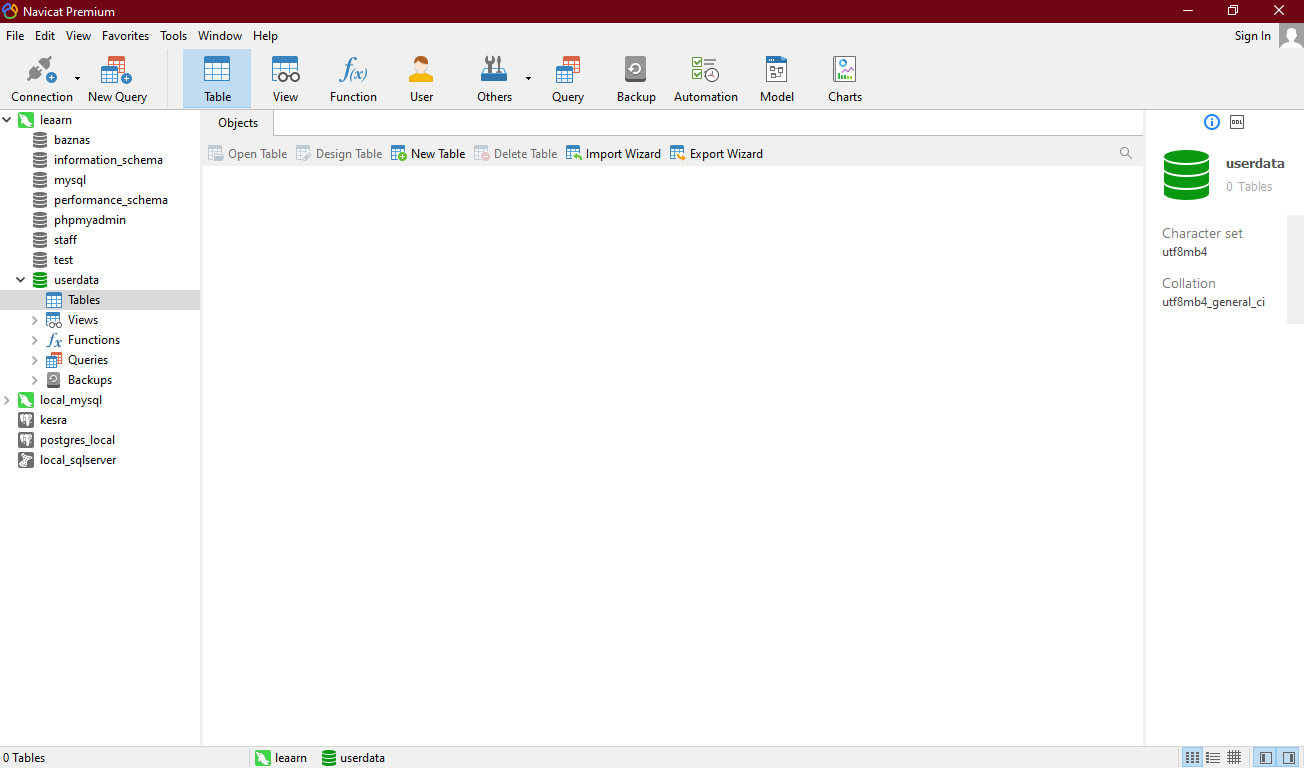 Navicat Premium
File Edit View Favorites Tools Window Help Sign In
Connection New Query Table View Function User Others Query Backup Automation Model Charts
leaarn
baznas
information_schema
mysql
performance_schema
phpmyadmin
staff
test
userdata
Tables
Views
Functions
Queries
Backups
local_mysql
kesra
postgres_local
local_sqlserver
Objects
Open Table Design Table New Table Delete Table Import Wizard Export Wizard
DDL
userdata
0 Tables
Character set
utf8mb4
Collation
utf8mb4_general_ci
0 Tables leaarn userdata